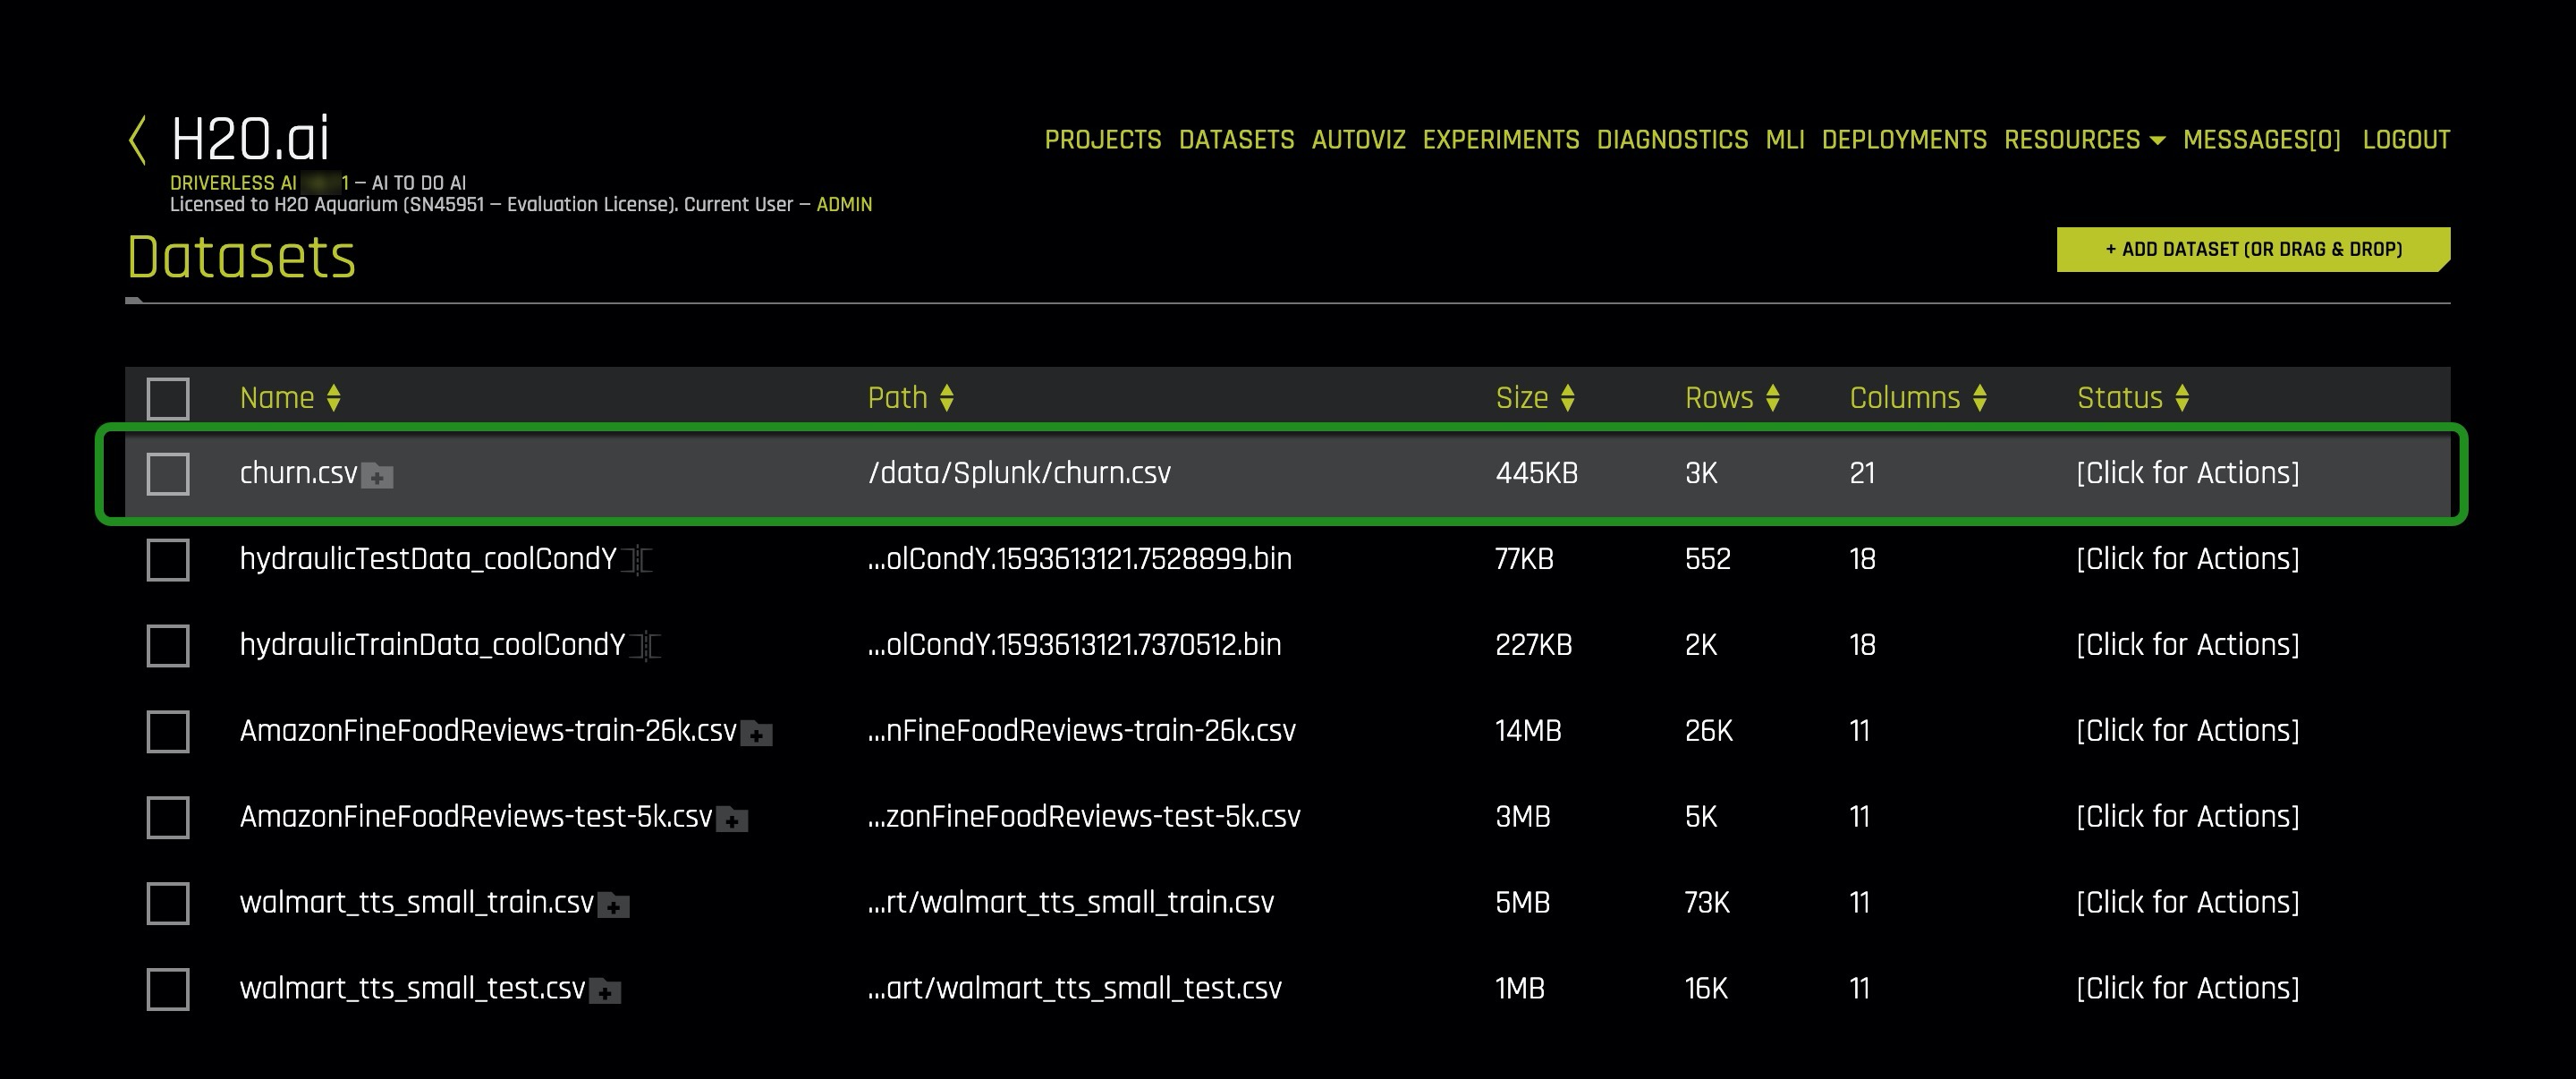 H2O.ai
PROJECTS DATASETS AUTOVIZ EXPERIMENTS DIAGNOSTICS MLI DEPLOYMENTS RESOURCES MESSAGES[0] LOGOUT
DRIVERLESS AI 1 – AI TO DO AI
Licensed to H2O Aquarium (SN45951 – Evaluation License). Current User – ADMIN
Datasets
+ ADD DATASET (OR DRAG & DROP)
Name Path Size Rows Columns Status
churn.csv /data/Splunk/churn.csv 445KB 3K 21 [Click for Actions]
hydraulicTestData_coolCondY ...olCondY.1593613121.7528899.bin 77KB 552 18 [Click for Actions]
hydraulicTrainData_coolCondY ...olCondY.1593613121.7370512.bin 227KB 2K 18 [Click for Actions]
AmazonFineFoodReviews-train-26k.csv ...nFineFoodReviews-train-26k.csv 14MB 26K 11 [Click for Actions]
AmazonFineFoodReviews-test-5k.csv ...zonFineFoodReviews-test-5k.csv 3MB 5K 11 [Click for Actions]
walmart_tts_small_train.csv ...rt/walmart_tts_small_train.csv 5MB 73K 11 [Click for Actions]
walmart_tts_small_test.csv ...art/walmart_tts_small_test.csv 1MB 16K 11 [Click for Actions]